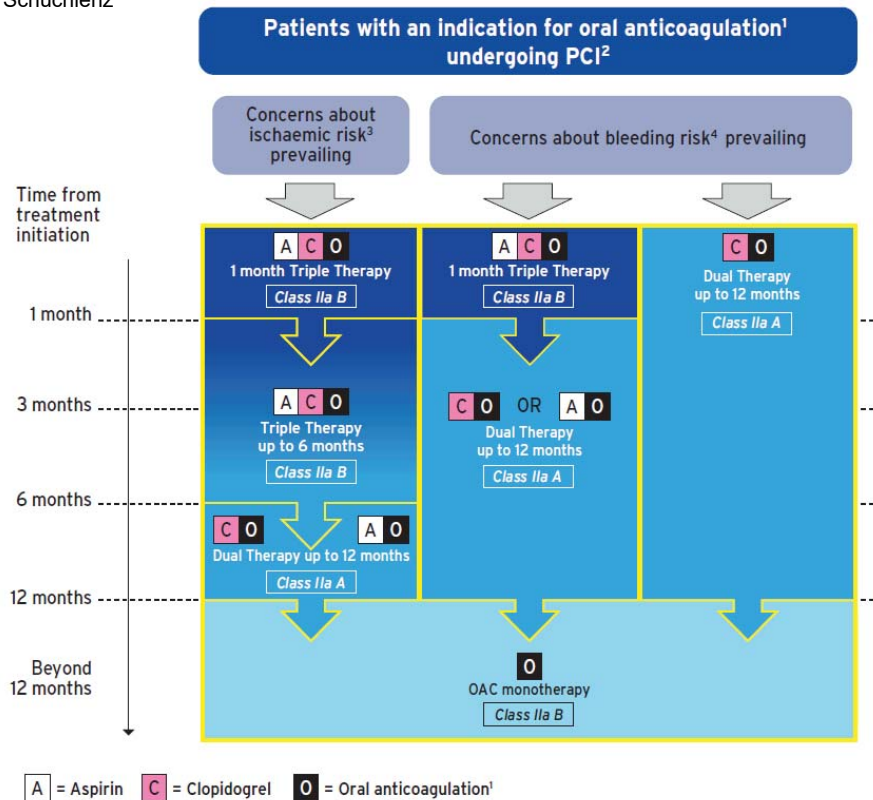 Schuchlenz
Patients with an indication for oral anticoagulation¹
undergoing PCI²
Concerns about
ischaemic risk³
prevailing
Concerns about bleeding risk⁴ prevailing
Time from
treatment
initiation
A C O
1 month Triple Therapy
Class IIa B
A C O
1 month Triple Therapy
Class IIa B
C O
Dual Therapy
up to 12 months
Class IIa A
1 month
3 months
A C O
Triple Therapy
up to 6 months
Class IIa B
C O OR A O
Dual Therapy
up to 12 months
Class IIa A
6 months
C O A O
Dual Therapy up to 12 months
Class IIa A
12 months
Beyond
12 months
O
OAC monotherapy
Class IIa B
A = Aspirin C = Clopidogrel O = Oral anticoagulation¹